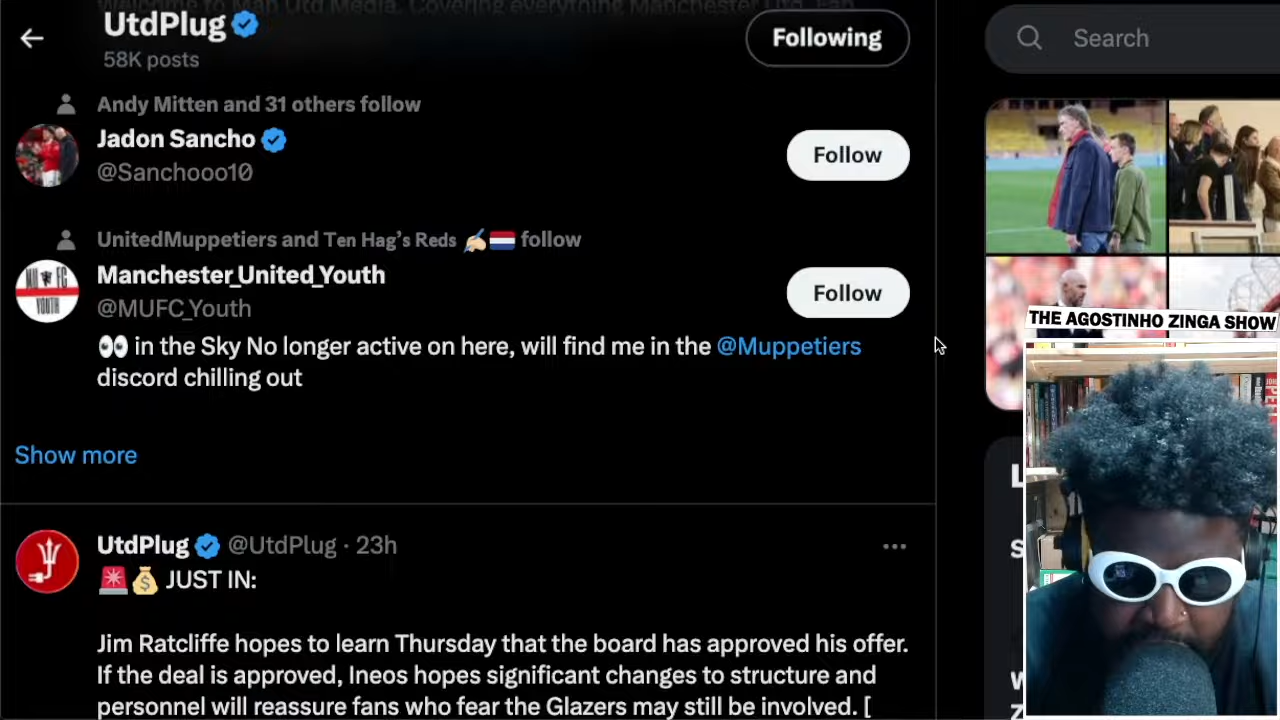 UtdPlug
58K posts
Following
Search
Andy Mitten and 31 others follow
Jadon Sancho
@Sanchooo10
Follow
UnitedMuppetiers and Ten Hag’s Reds ✍🏻🇳🇱 follow
Manchester_United_Youth
@MUFC_Youth
Follow
👀 in the Sky No longer active on here, will find me in the @Muppetiers
discord chilling out
Show more
UtdPlug @UtdPlug · 23h
🚨💰 JUST IN:
Jim Ratcliffe hopes to learn Thursday that the board has approved his offer.
If the deal is approved, Ineos hopes significant changes to structure and
personnel will reassure fans who fear the Glazers may still be involved. [
THE AGOSTINHO ZINGA SHOW